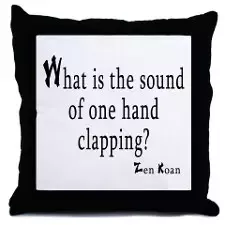 What is the sound
of one hand
clapping?
Zen Koan